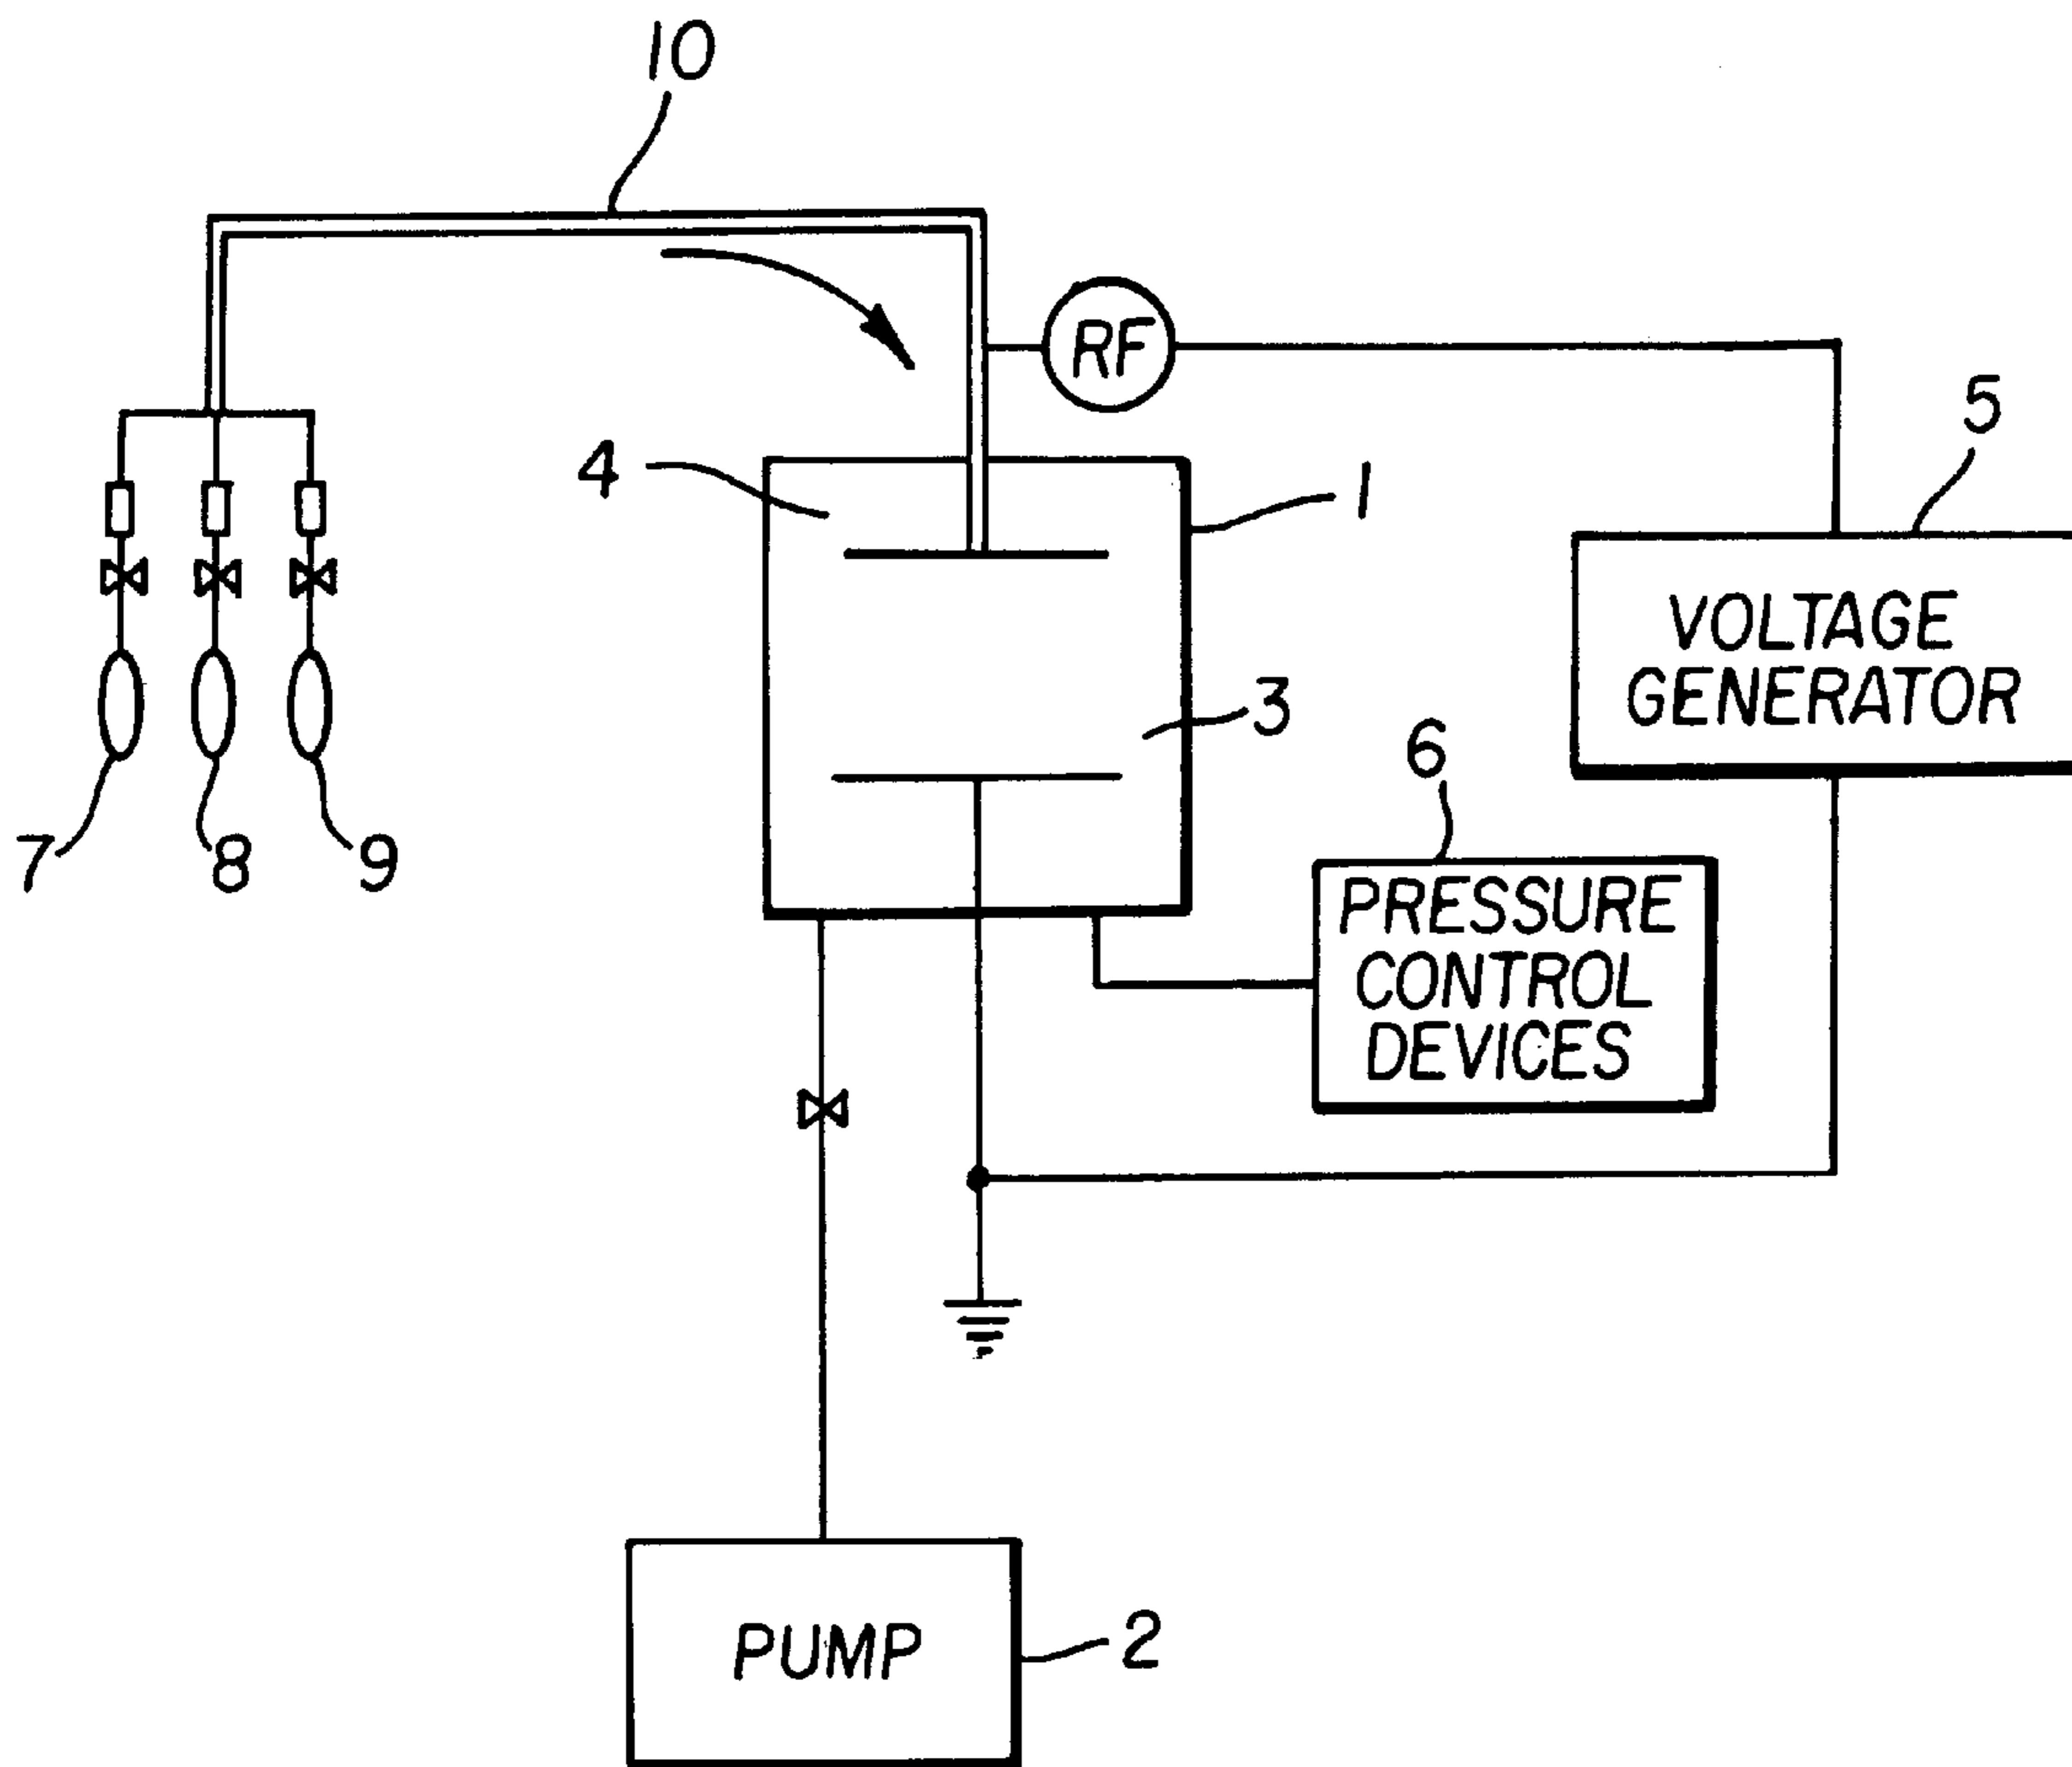 10
RF
5
4
1
VOLTAGE
GENERATOR
3
6
7
8
9
PRESSURE
CONTROL
DEVICES
PUMP
2